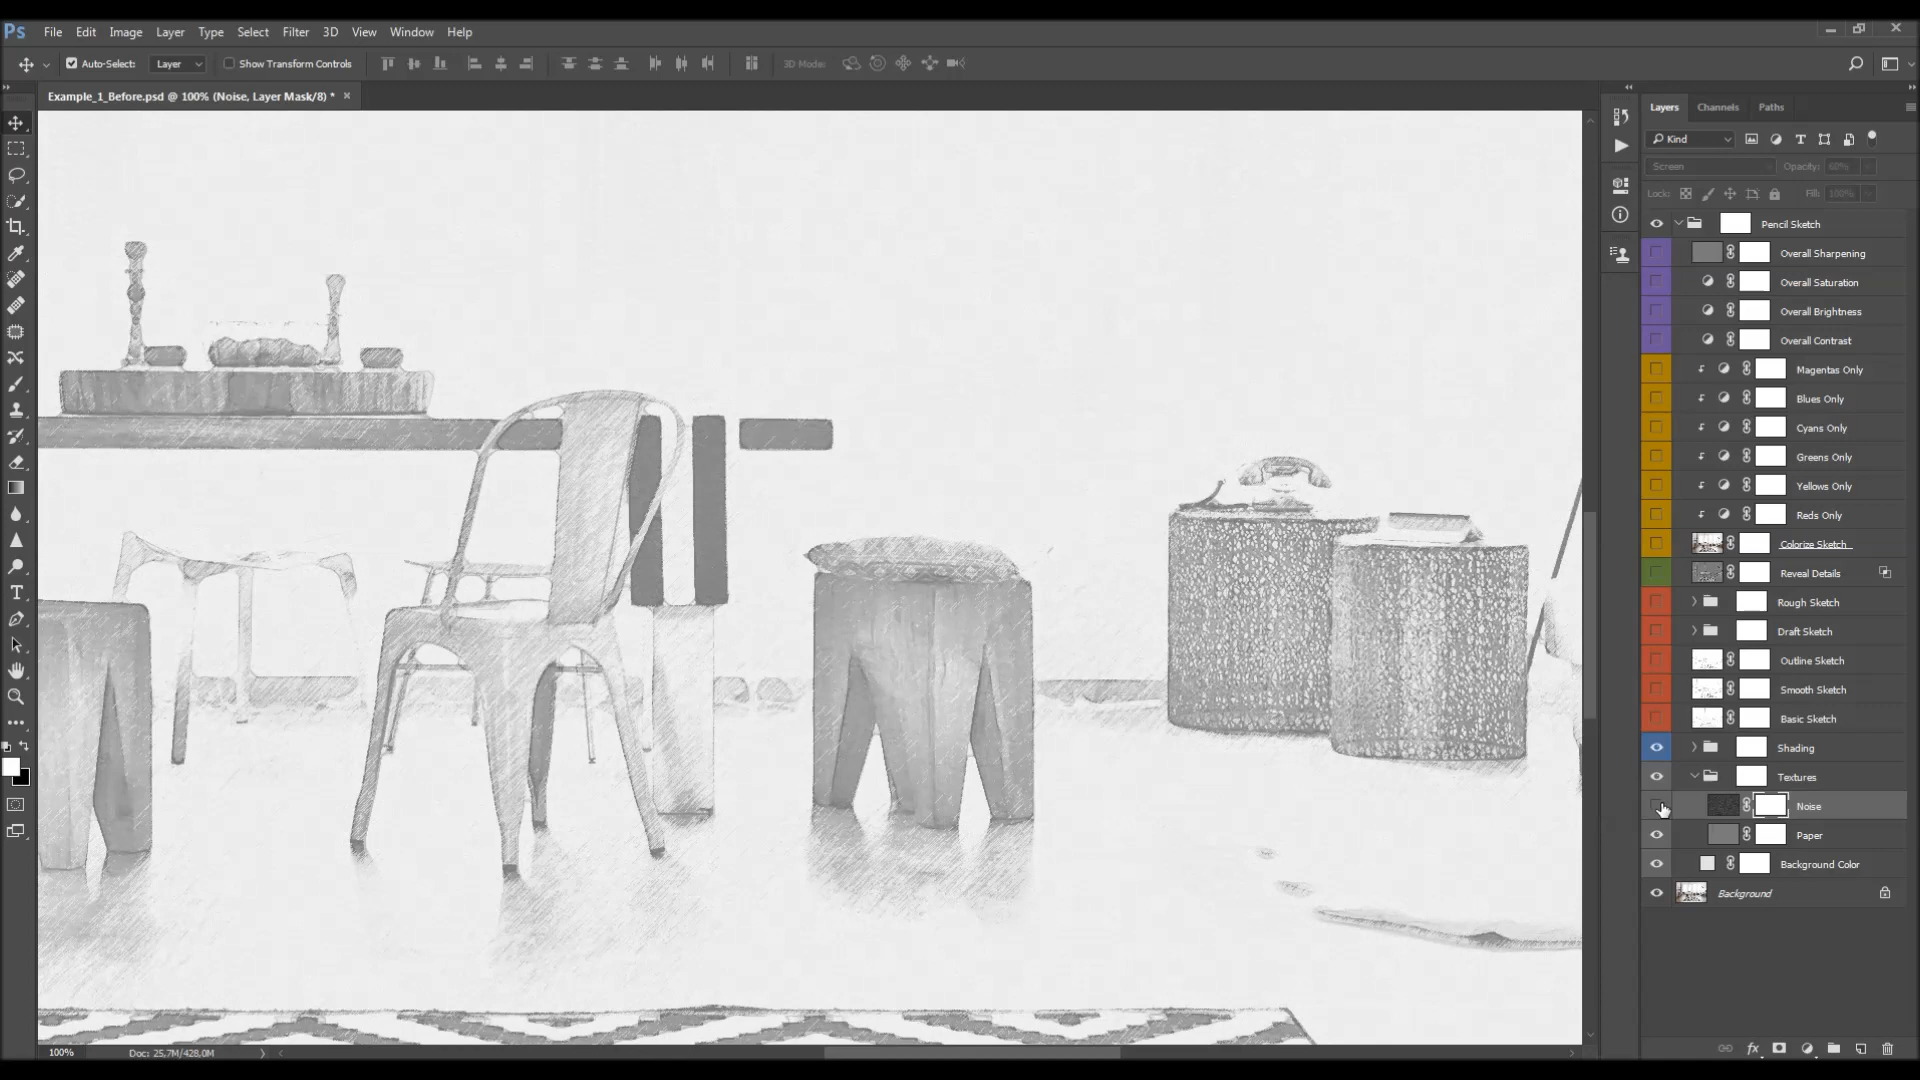 Ps File Edit Image Layer Type Select Filter 3D View Window Help
Auto-Select: Layer Show Transform Controls 3D Mode:
Example_1_Before.psd @ 100% (Noise, Layer Mask/8) *
Layers Channels Paths
Kind
Screen Opacity: 60%
Lock: Fill: 100%
Pencil Sketch
Overall Sharpening
Overall Saturation
Overall Brightness
Overall Contrast
Magentas Only
Blues Only
Cyans Only
Greens Only
Yellows Only
Reds Only
Colorize Sketch
Reveal Details
Rough Sketch
Draft Sketch
Outline Sketch
Smooth Sketch
Basic Sketch
Shading
Textures
Noise
Paper
Background Color
Background
100% Doc: 25,7M/428,0M